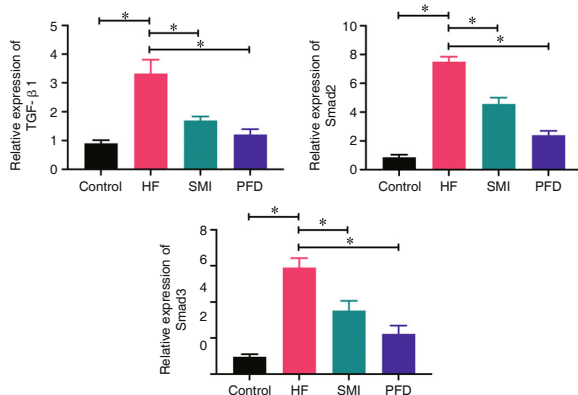 Relative expression of
TGF-β1
5
4
3
2
1
0
*
*
*
Control
HF
SMI
PFD
Relative expression of
Smad2
10
8
6
4
2
0
*
*
*
Control
HF
SMI
PFD
Relative expression of
Smad3
8
6
4
2
0
*
*
*
Control
HF
SMI
PFD